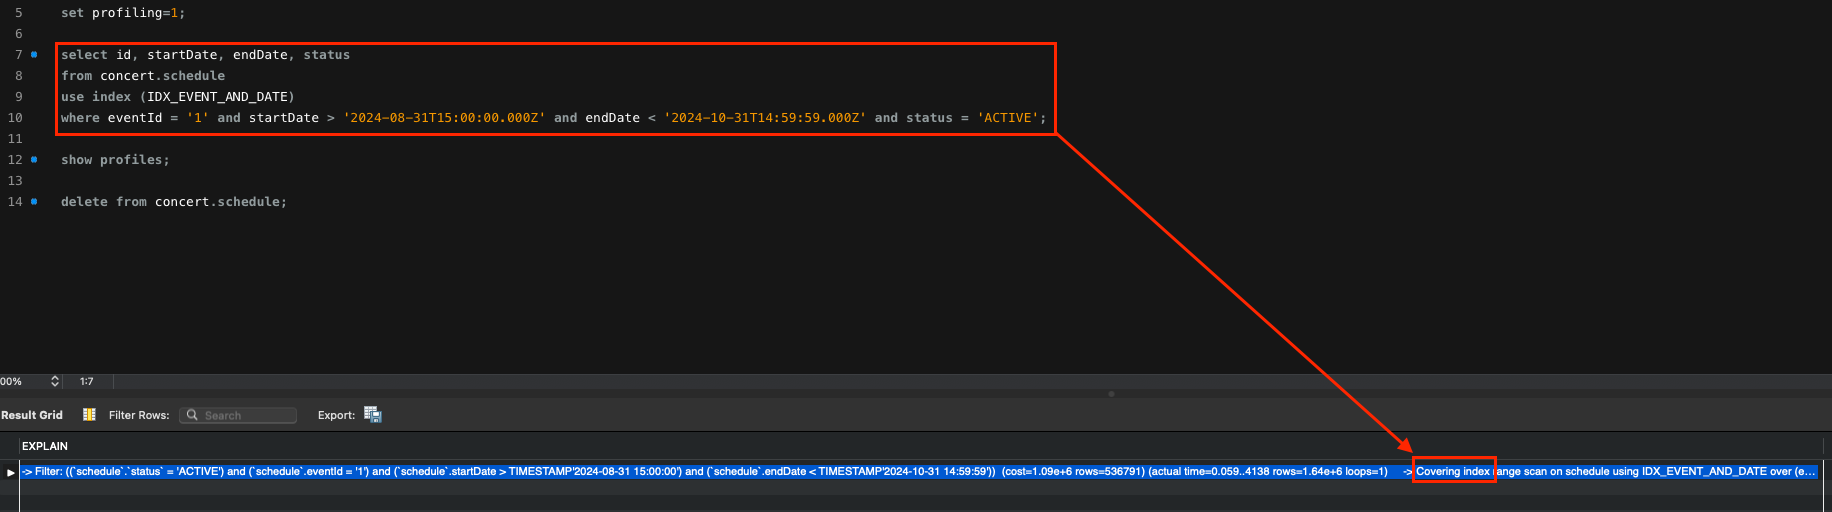 5 set profiling=1;
6
7 select id, startDate, endDate, status
8 from concert.schedule
9 use index (IDX_EVENT_AND_DATE)
10 where eventId = '1' and startDate > '2024-08-31T15:00:00.000Z' and endDate < '2024-10-31T14:59:59.000Z' and status = 'ACTIVE';
11
12 show profiles;
13
14 delete from concert.schedule;
00% 1:7
Result Grid Filter Rows: Search Export:
EXPLAIN
-> Filter: ((`schedule`.`status` = 'ACTIVE') and (`schedule`.eventId = '1') and (`schedule`.startDate > TIMESTAMP'2024-08-31 15:00:00') and (`schedule`.endDate < TIMESTAMP'2024-10-31 14:59:59')) (cost=1.09e+6 rows=536791) (actual time=0.059..4138 rows=1.64e+6 loops=1) -> Covering index range scan on schedule using IDX_EVENT_AND_DATE over (e...